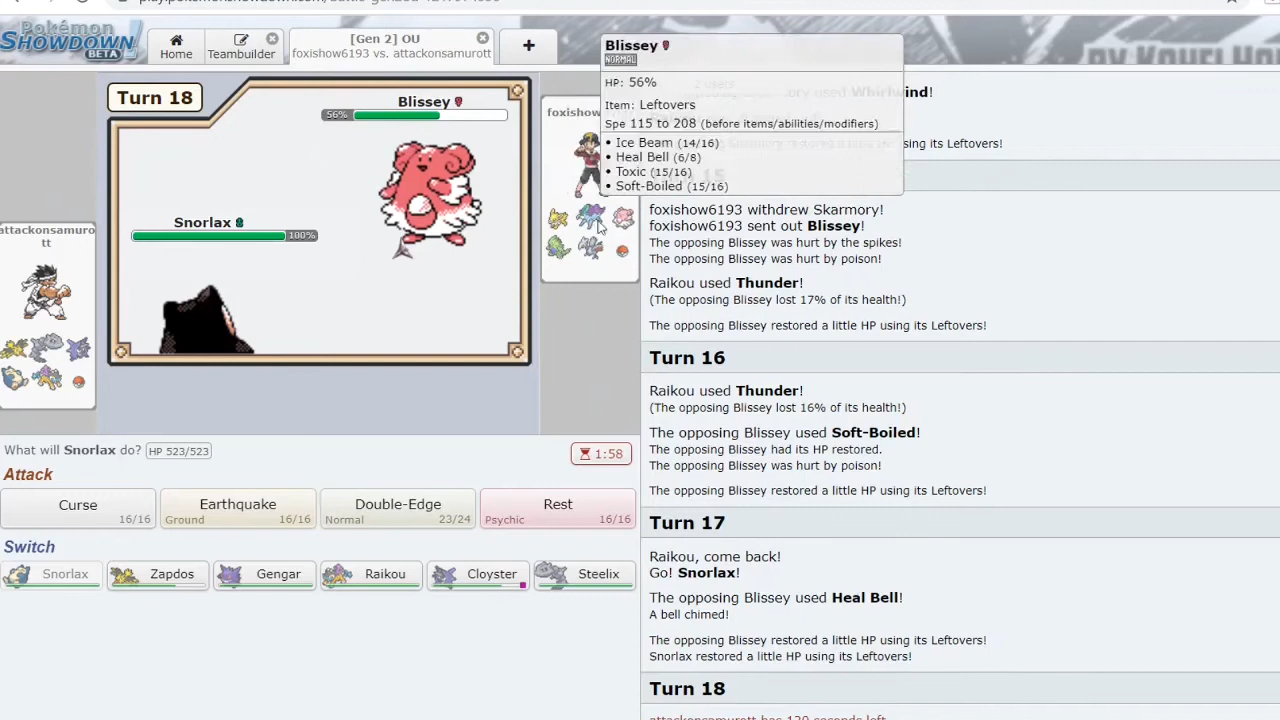 Pokémon
SHOWDOWN
BETA
Home
Teambuilder
[Gen 2] OU
foxishow6193 vs. attackonsamurott
Turn 18
Blissey
56%
Snorlax
100%
attackonsamuro
tt
foxishow
Blissey
NORMAL
HP: 56%
Item: Leftovers
Spe 115 to 208 (before items/abilities/modifiers)
• Ice Beam (14/16)
• Heal Bell (6/8)
• Toxic (15/16)
• Soft-Boiled (15/16)
2 users
Whirlwind!
using its Leftovers!
foxishow6193 withdrew Skarmory!
foxishow6193 sent out Blissey!
The opposing Blissey was hurt by the spikes!
The opposing Blissey was hurt by poison!
Raikou used Thunder!
(The opposing Blissey lost 17% of its health!)
The opposing Blissey restored a little HP using its Leftovers!
Turn 16
Raikou used Thunder!
(The opposing Blissey lost 16% of its health!)
The opposing Blissey used Soft-Boiled!
The opposing Blissey had its HP restored.
The opposing Blissey was hurt by poison!
The opposing Blissey restored a little HP using its Leftovers!
Turn 17
Raikou, come back!
Go! Snorlax!
The opposing Blissey used Heal Bell!
A bell chimed!
The opposing Blissey restored a little HP using its Leftovers!
Snorlax restored a little HP using its Leftovers!
Turn 18
attackonsamurott has 120 seconds left
What will Snorlax do? HP 523/523
1:58
Attack
Curse
16/16
Earthquake
Ground 16/16
Double-Edge
Normal 23/24
Rest
Psychic 16/16
Switch
Snorlax
Zapdos
Gengar
Raikou
Cloyster
Steelix